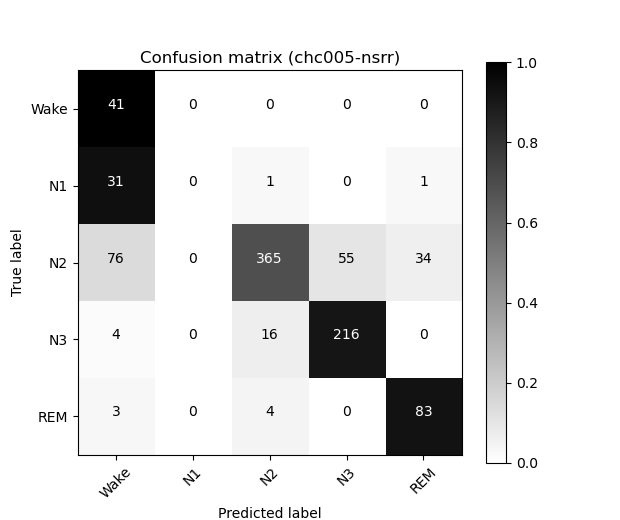 Confusion matrix (chc005-nsrr)
True label
Wake 41 0 0 0 0
N1 31 0 1 0 1
N2 76 0 365 55 34
N3 4 0 16 216 0
REM 3 0 4 0 83
Wake N1 N2 N3 REM
Predicted label
1.0
0.8
0.6
0.4
0.2
0.0